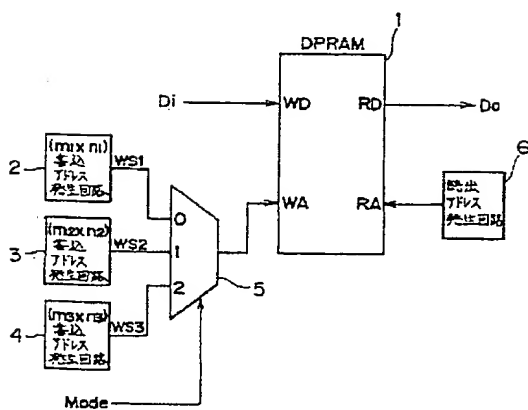 1
DPRAM
Di
WD
RD
Do
6
(m1×n1)
書込
アドレス
発生回路
WS1
2
読出
アドレス
発生回路
0
WA
RA
(m2×n2)
書込
アドレス
発生回路
WS2
3
1
5
2
(m3×n3)
書込
アドレス
発生回路
WS3
4
Mode